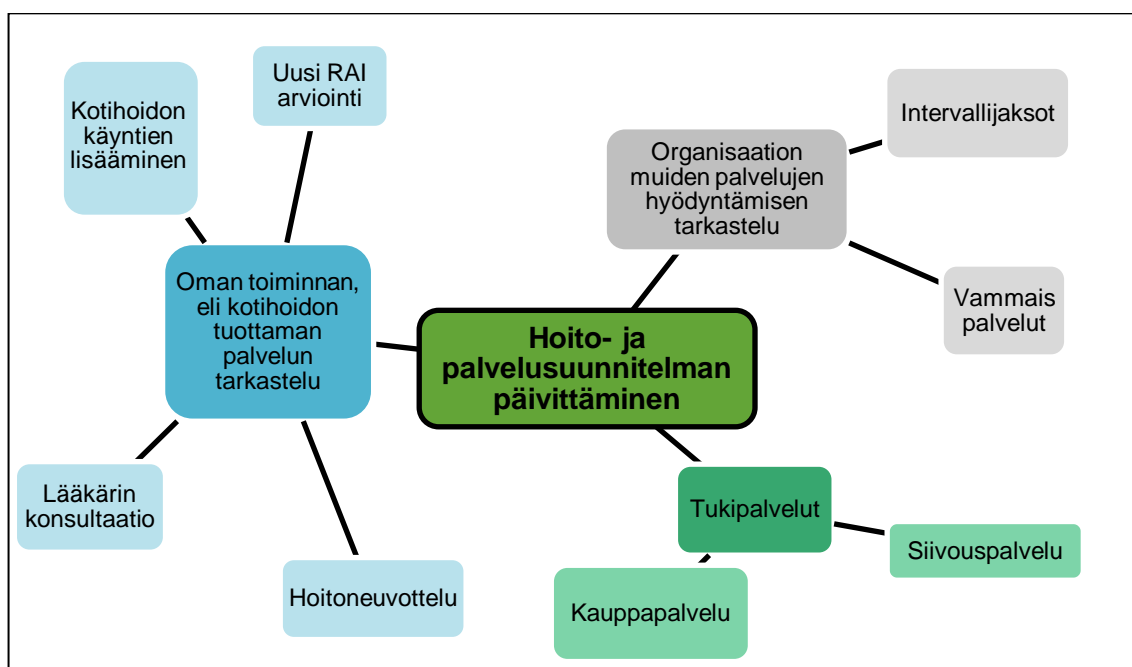 Uusi RAI
arviointi
Kotihoidon
käyntien
lisääminen
Oman toiminnan,
eli kotihoidon
tuottaman
palvelun
tarkastelu
Lääkärin
konsultaatio
Hoitoneuvottelu
Hoito- ja
palvelusuunnitelman
päivittäminen
Organisaation
muiden palvelujen
hyödyntämisen
tarkastelu
Intervallijaksot
Vammais
palvelut
Tukipalvelut
Siivouspalvelu
Kauppapalvelu